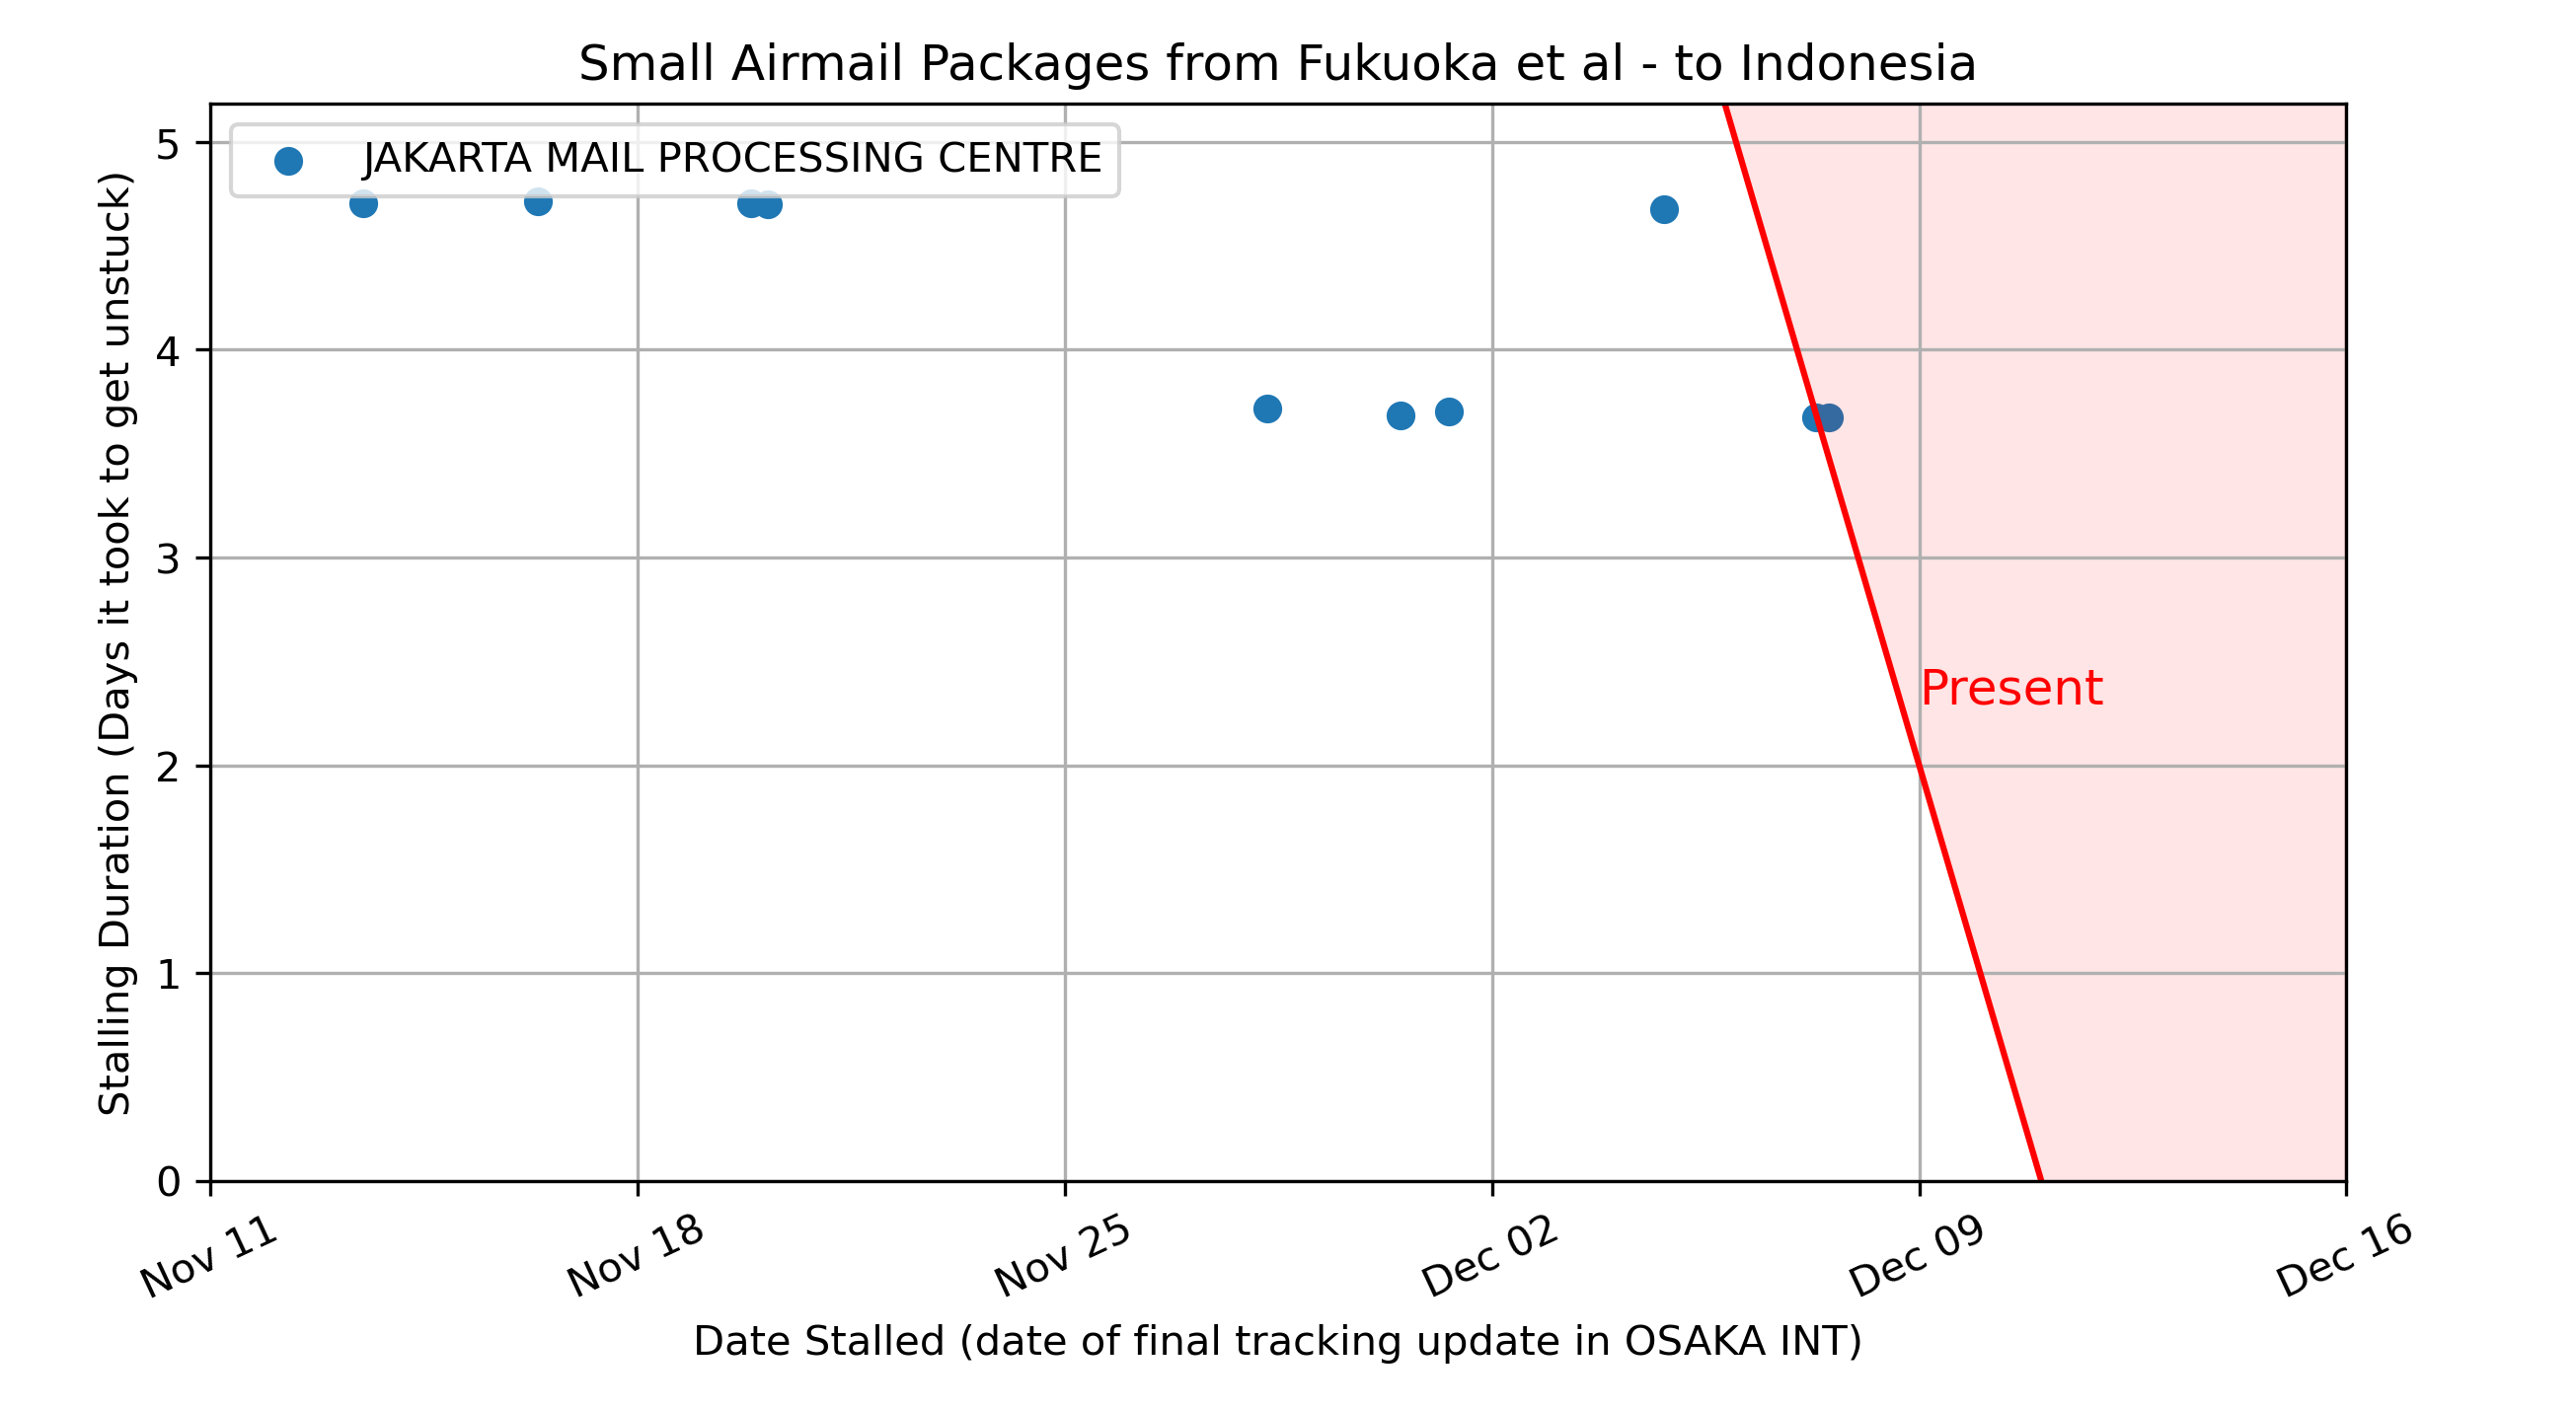 Small Airmail Packages from Fukuoka et al - to Indonesia
JAKARTA MAIL PROCESSING CENTRE
Stalling Duration (Days it took to get unstuck)
5
4
3
2
1
0
Present
Nov 11
Nov 18
Nov 25
Dec 02
Dec 09
Dec 16
Date Stalled (date of final tracking update in OSAKA INT)